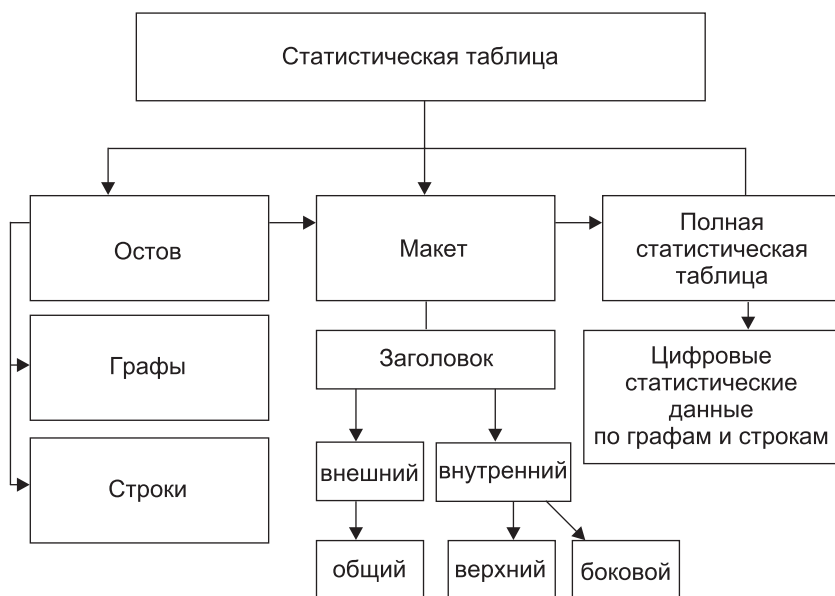 Статистическая таблица
Остов
Макет
Полная
статистическая
таблица
Графы
Заголовок
Цифровые
статистические
данные
по графам и строкам
Строки
внешний
внутренний
общий
верхний
боковой